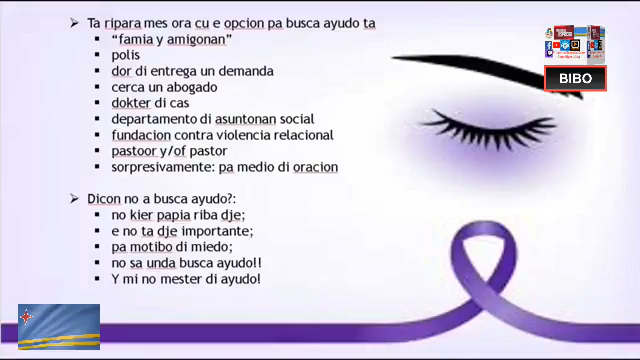 Ta ripara mes ora cu e opcion pa busca ayudo ta
"famia y amigonan"
polis
dor di entrega un demanda
cerca un abogado
dokter di cas
departamento di asuntonan social
fundacion contra violencia relacional
pastoor y/of pastor
sorpresivamente: pa medio di oracion
Dicon no a busca ayudo?:
no kier papia riba dje;
e no ta dje importante;
pa motibo di miedo;
no sa unda busca ayudo!!
Y mi no mester di ayudo!
BIBO